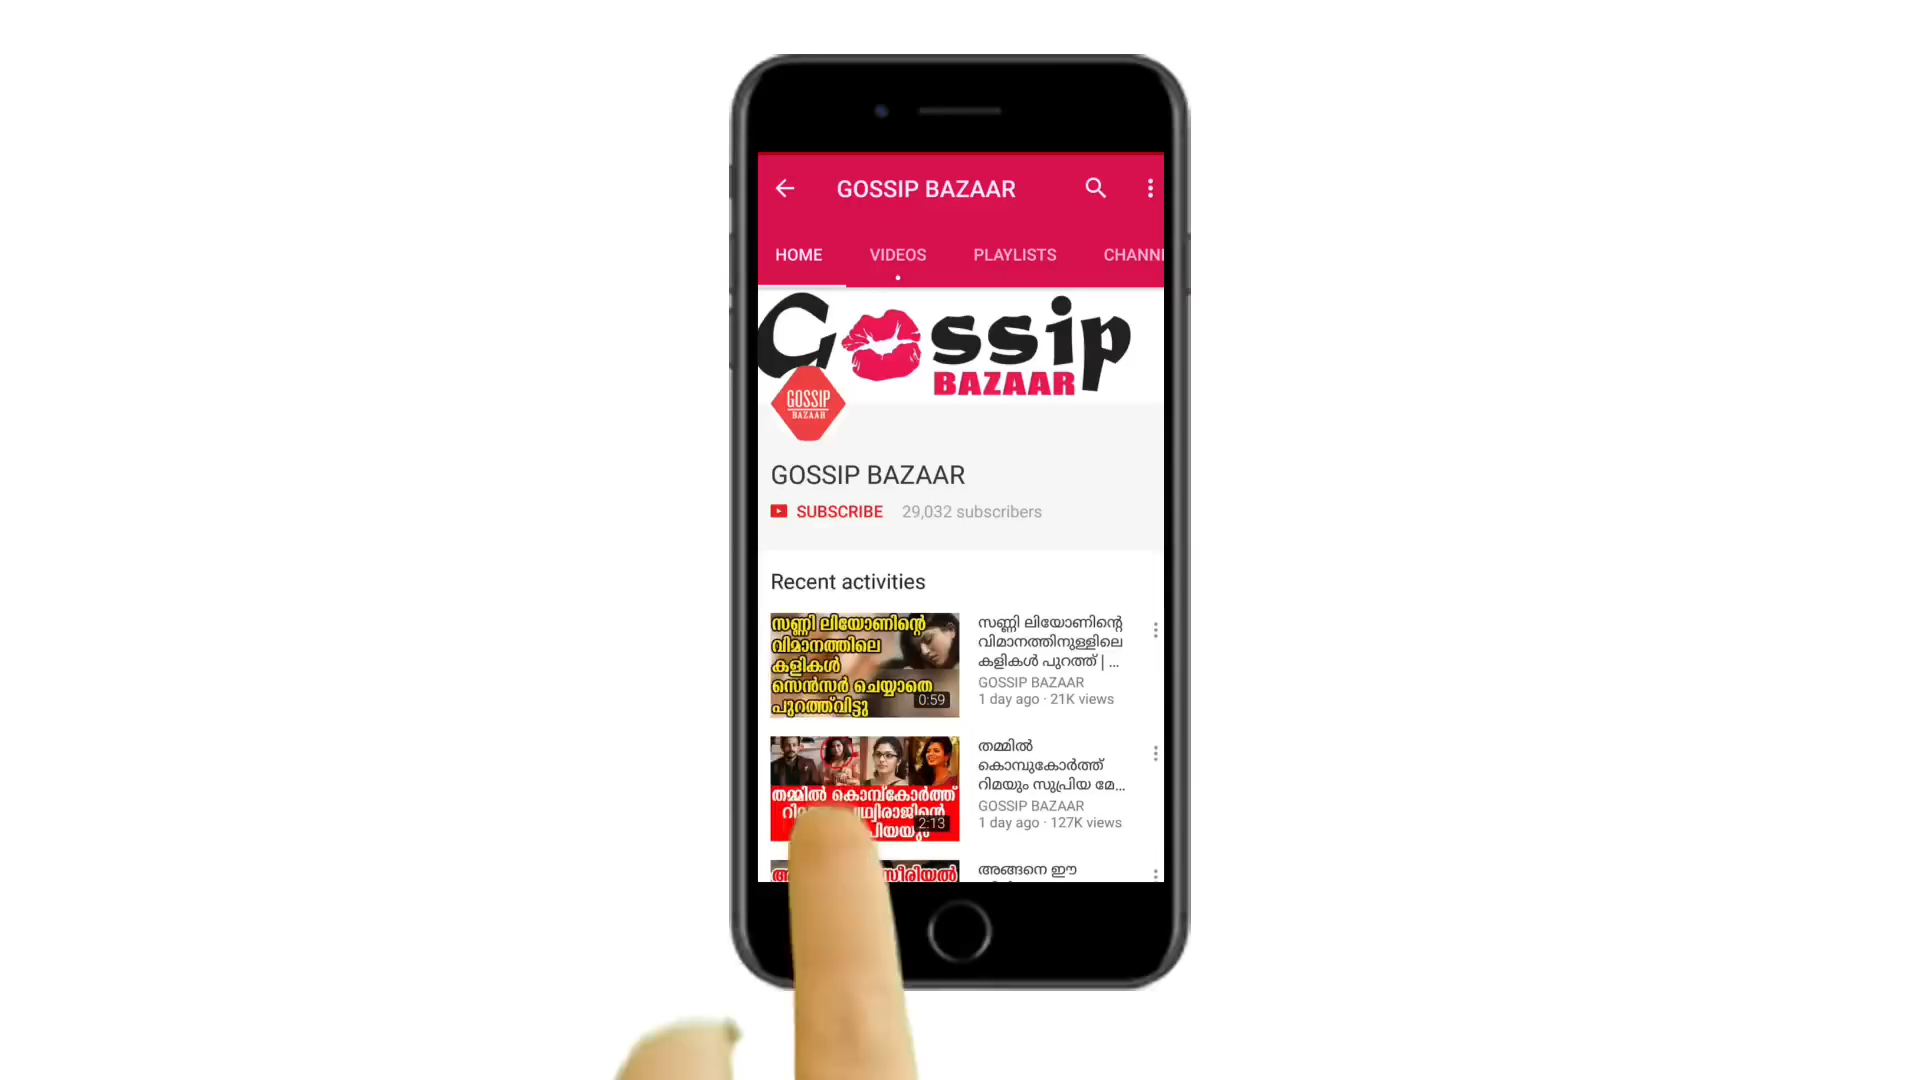 GOSSIP BAZAAR
HOME VIDEOS PLAYLISTS CHANN
Gossip
BAZAAR
GOSSIP
BAZAAR
GOSSIP BAZAAR
SUBSCRIBE 29,032 subscribers
Recent activities
സണ്ണി ലിയോണിന്റെ
വിമാനത്തിലെ
കളികൾ
സെൻസർ ചെയ്യാതെ
പുറത്ത്‌വിട്ടു
0:59
സണ്ണി ലിയോണിന്റെ
വിമാനത്തിനുള്ളിലെ
കളികൾ പുറത്ത് | ...
GOSSIP BAZAAR
1 day ago · 21K views
തമ്മിൽ കൊമ്പ്കോർത്ത്
2:13
തമ്മിൽ
കൊമ്പുകോർത്ത്
റിമയും സുപ്രിയ മേ...
GOSSIP BAZAAR
1 day ago · 127K views
സീരിയൽ
അങ്ങനെ ഈ